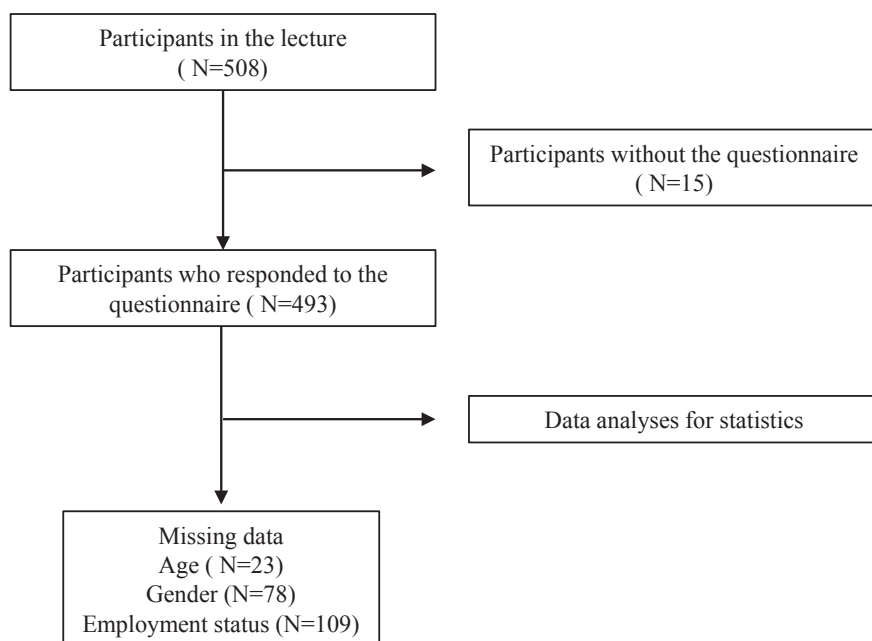 Participants in the lecture
( N=508)
Participants without the questionnaire
( N=15)
Participants who responded to the
questionnaire ( N=493)
Data analyses for statistics
Missing data
Age ( N=23)
Gender (N=78)
Employment status (N=109)